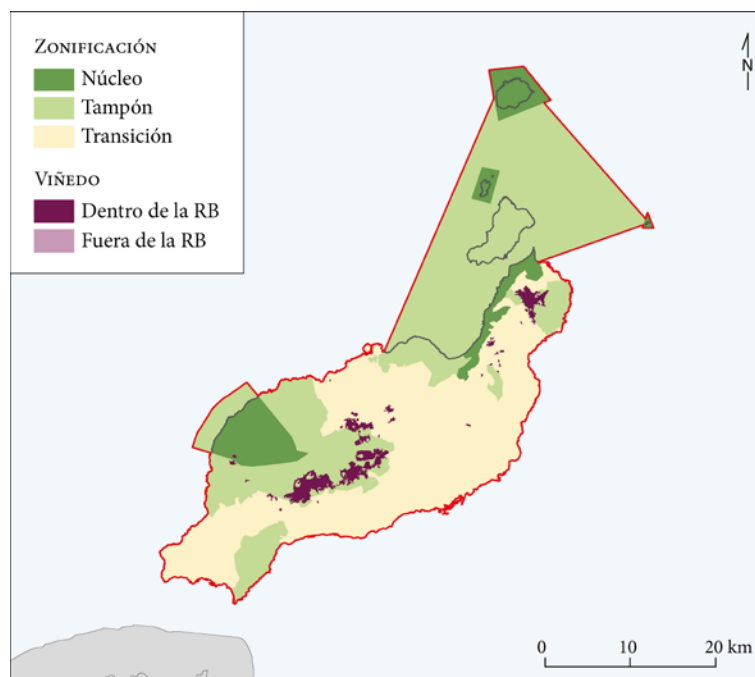 Zonificación
Núcleo
Tampón
Transición
Viñedo
Dentro de la RB
Fuera de la RB
N
0 10 20 km